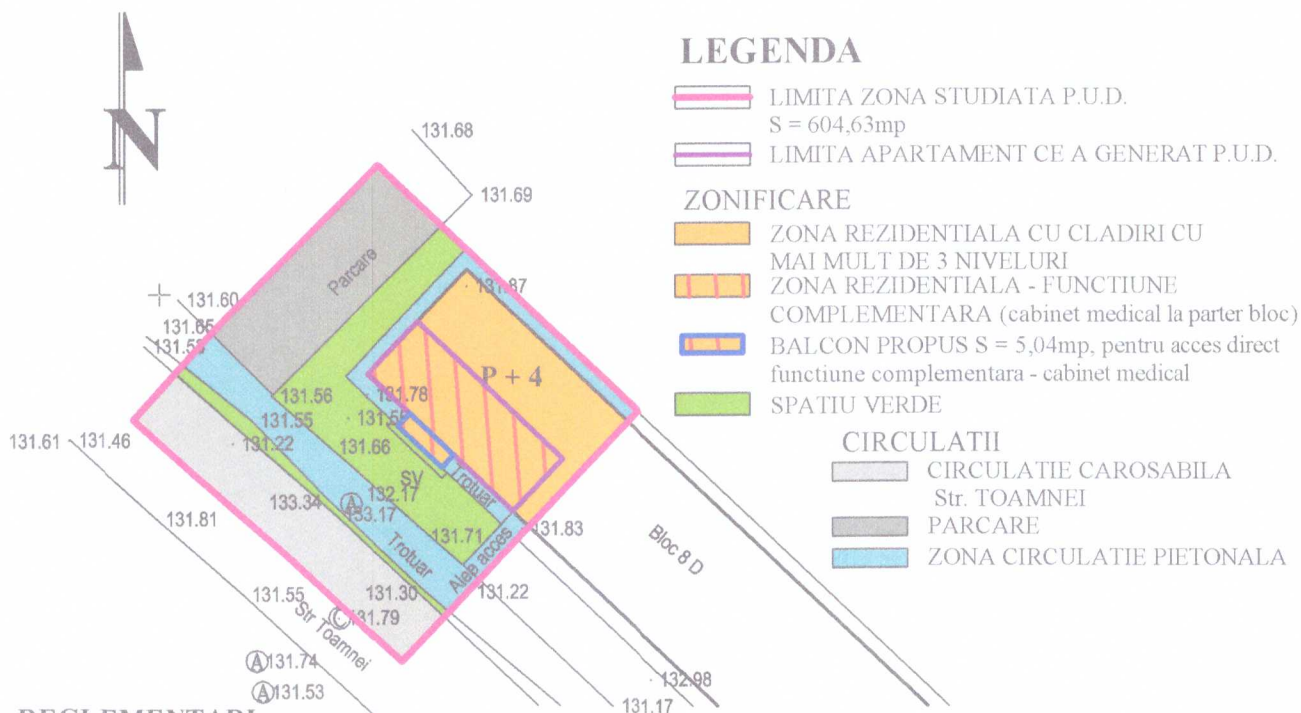 N
LEGENDA
LIMITA ZONA STUDIATA P.U.D.
S = 604,63mp
LIMITA APARTAMENT CE A GENERAT P.U.D.
ZONIFICARE
ZONA REZIDENTIALA CU CLADIRI CU
MAI MULT DE 3 NIVELURI
ZONA REZIDENTIALA - FUNCTIUNE
COMPLEMENTARA (cabinet medical la parter bloc)
BALCON PROPUS S = 5,04mp, pentru acces direct
functiune complementara - cabinet medical
SPATIU VERDE
CIRCULATII
CIRCULATIE CAROSABILA
Str. TOAMNEI
PARCARE
ZONA CIRCULATIE PIETONALA
131.68
131.69
Parcare
131.87
131.60
131.65
P + 4
131.56
131.78
131.55
131.22
131.66
131.61
131.46
SV
Trotuar
133.34
A
132.17
133.17
131.81
131.71
131.83
Trotuar
Alee acces
Bloc 8 D
131.55
131.30
131.22
131.79
Str Toamnei
A 131.74
A 131.53
132.98
131.17
REGLEMENTARI